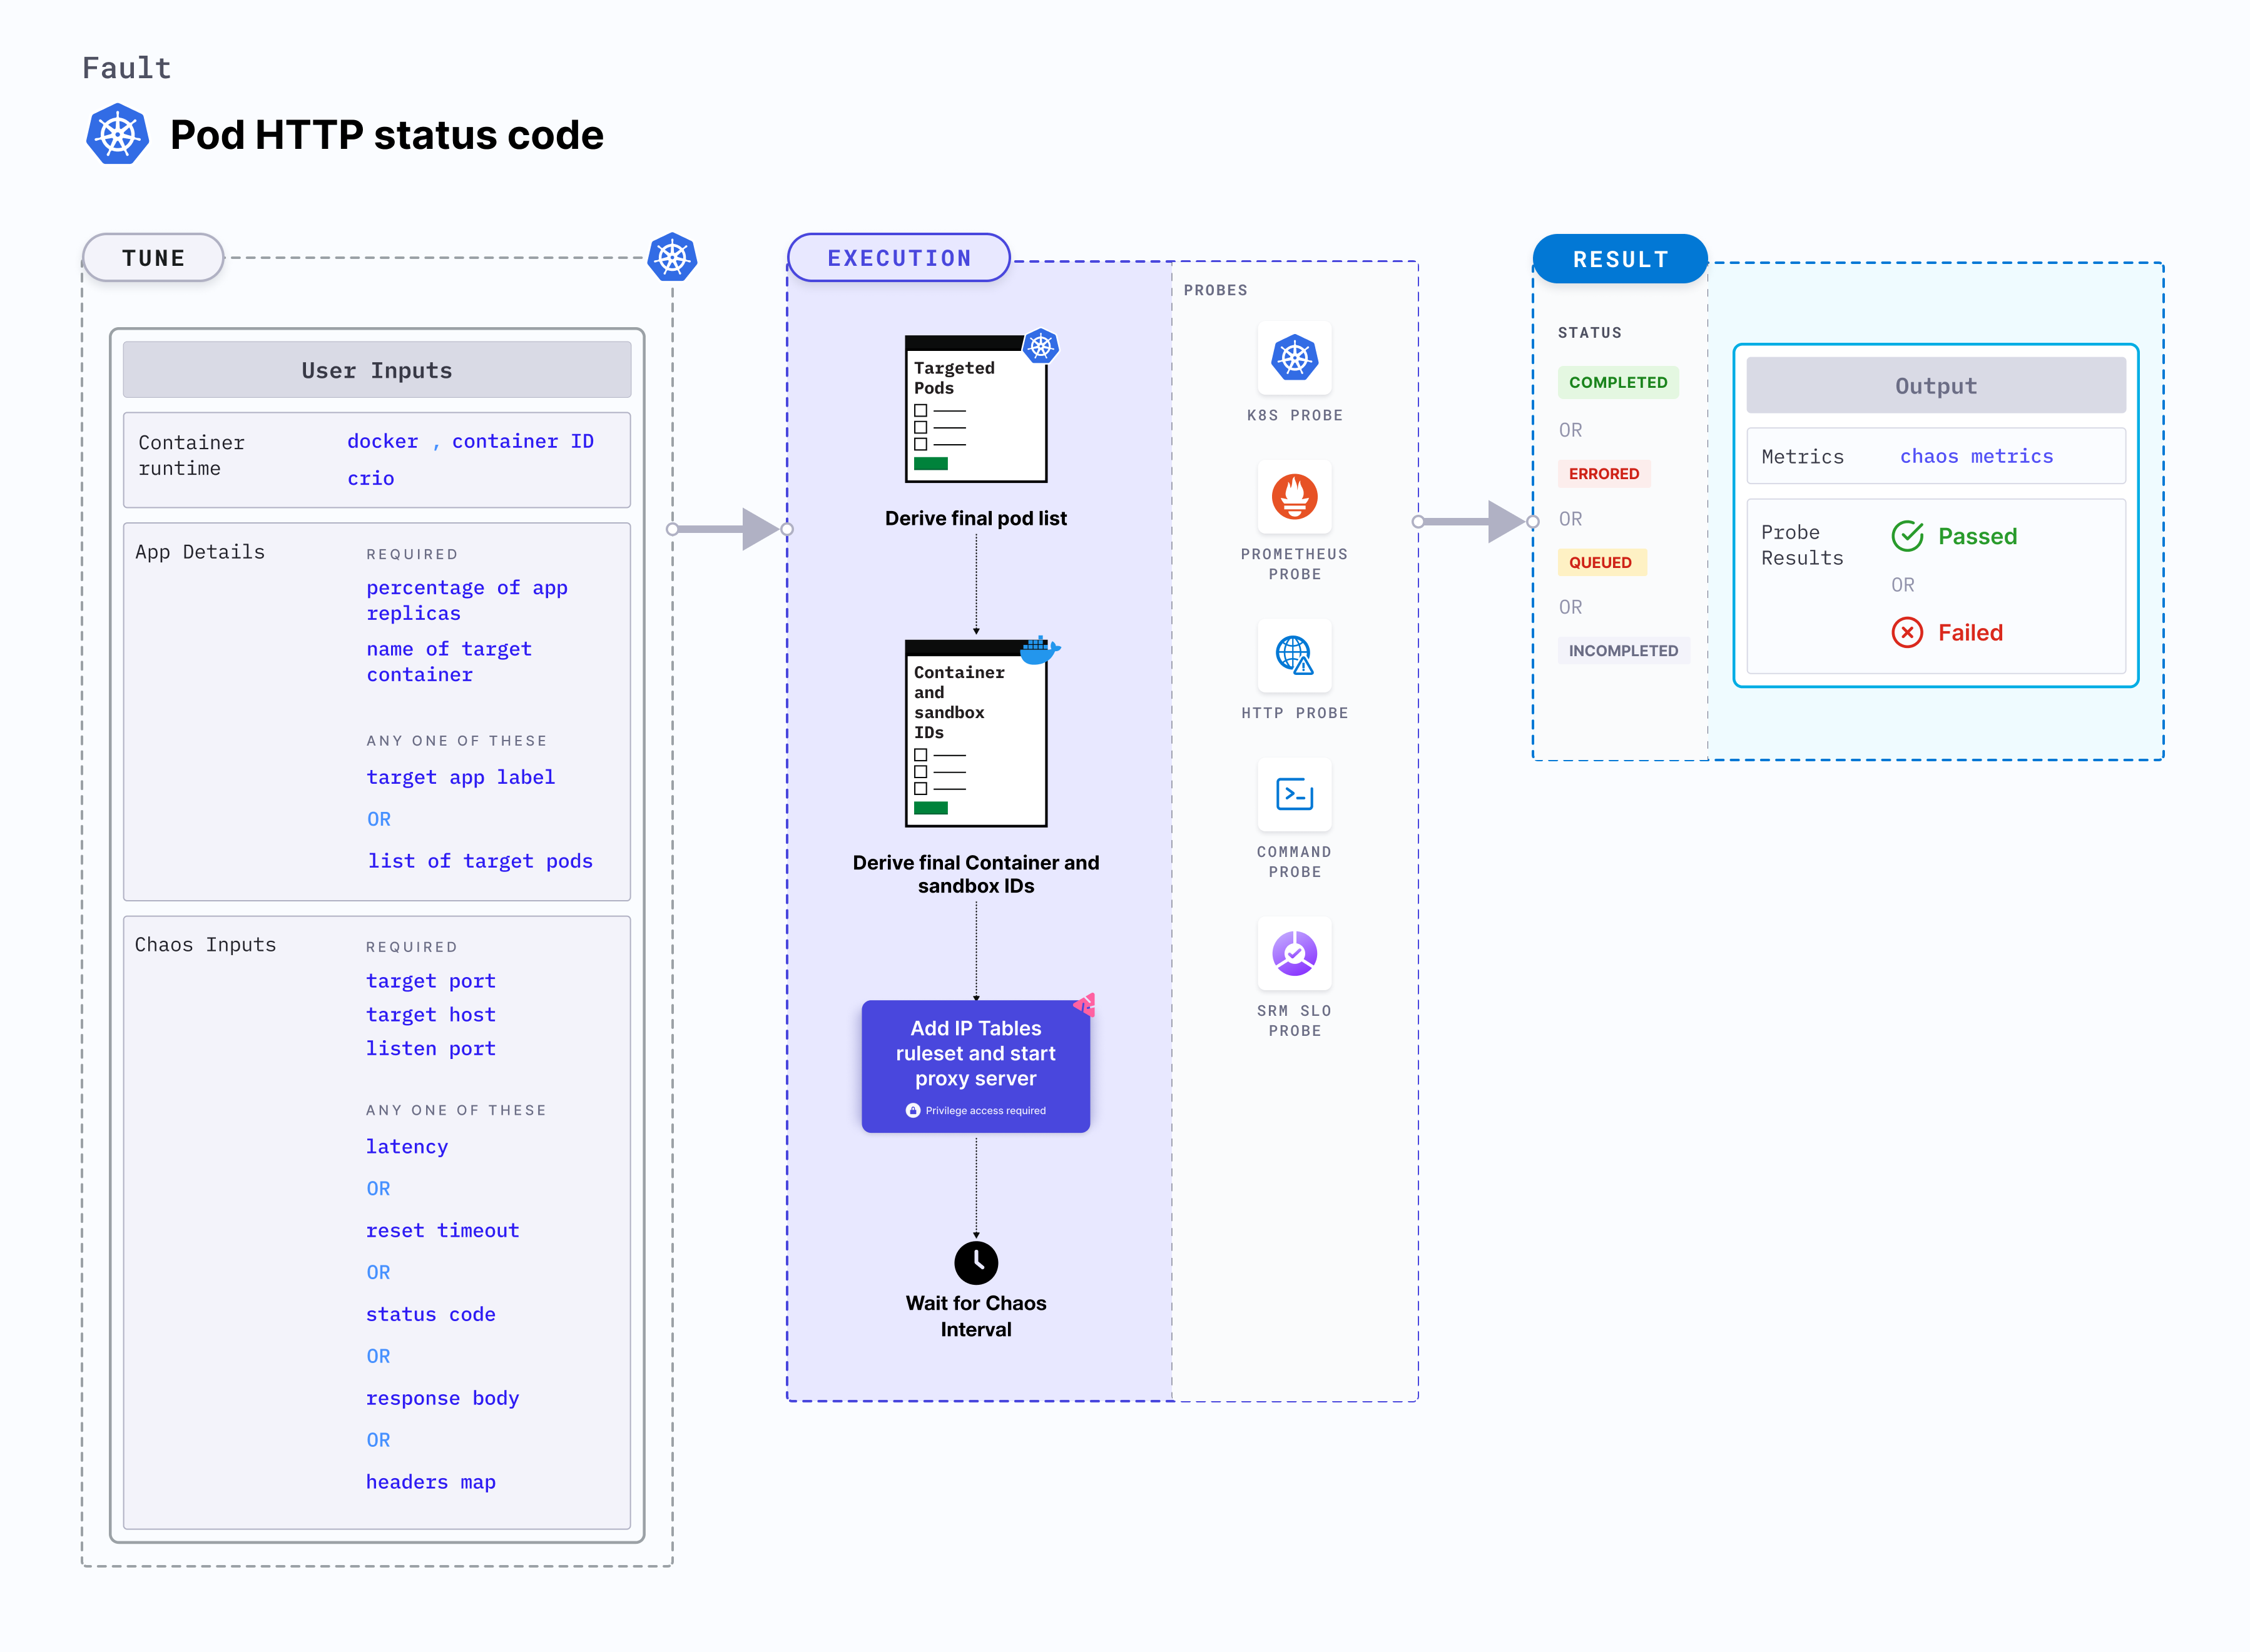 Fault
Pod HTTP status code
TUNE
User Inputs
Container
runtime
docker , container ID
crio
App Details
REQUIRED
percentage of app
replicas
name of target
container
ANY ONE OF THESE
target app label
OR
list of target pods
Chaos Inputs
REQUIRED
target port
target host
listen port
ANY ONE OF THESE
latency
OR
reset timeout
OR
status code
OR
response body
OR
headers map
EXECUTION
Targeted
Pods
Derive final pod list
Container
and
sandbox
IDs
Derive final Container and
sandbox IDs
Add IP Tables
ruleset and start
proxy server
Privilege access required
Wait for Chaos
Interval
PROBES
K8S PROBE
PROMETHEUS
PROBE
HTTP PROBE
COMMAND
PROBE
SRM SLO
PROBE
RESULT
STATUS
COMPLETED
OR
ERRORED
OR
QUEUED
OR
INCOMPLETED
Output
Metrics
chaos metrics
Probe
Results
Passed
OR
Failed